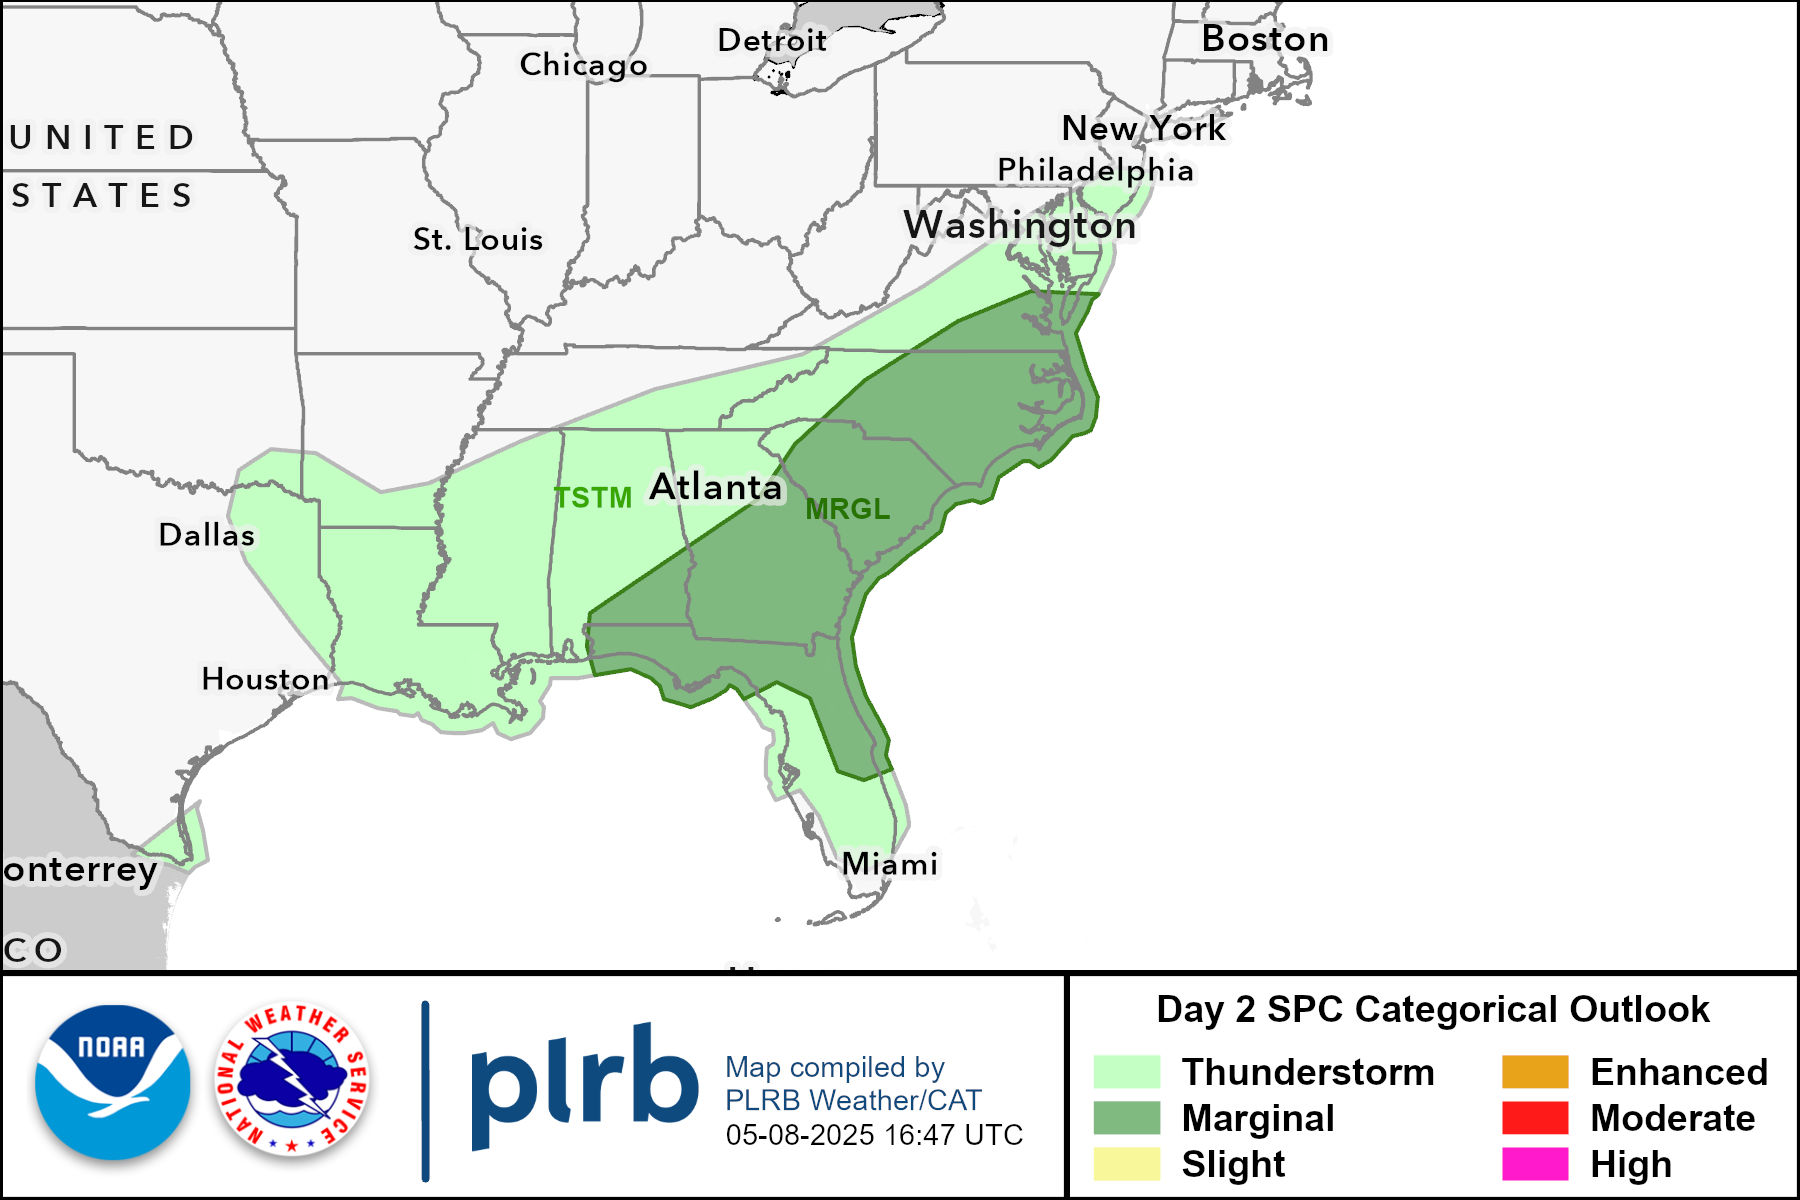 Detroit
Boston
Chicago
UNITED
STATES
New York
Philadelphia
Washington
St. Louis
TSTM
Atlanta
MRGL
Dallas
Houston
Miami
onterrey
CO
NOAA
NATIONAL WEATHER SERVICE
plrb
Map compiled by
PLRB Weather/CAT
05-08-2025 16:47 UTC
Day 2 SPC Categorical Outlook
Thunderstorm
Enhanced
Marginal
Moderate
Slight
High